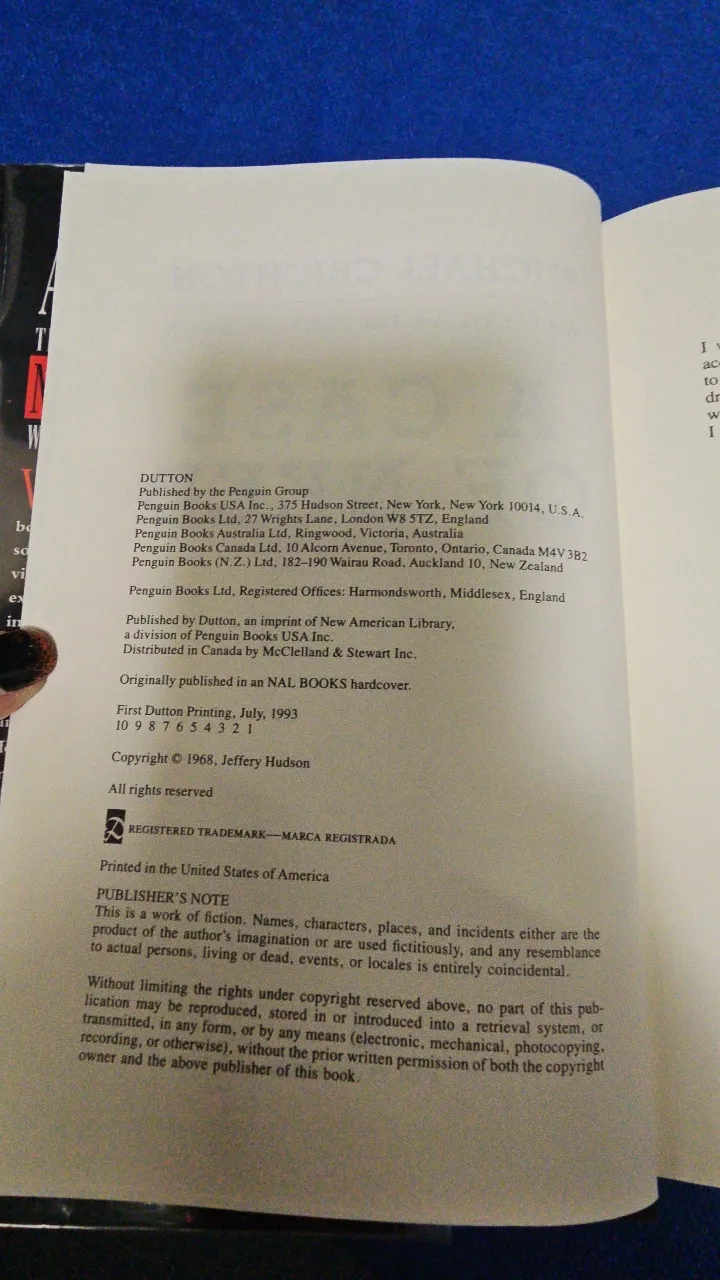 DUTTON
Published by the Penguin Group
Penguin Books USA Inc., 375 Hudson Street, New York, New York 10014, U.S.A.
Penguin Books Ltd, 27 Wrights Lane, London W8 5TZ, England
Penguin Books Australia Ltd, Ringwood, Victoria, Australia
Penguin Books Canada Ltd, 10 Alcorn Avenue, Toronto, Ontario, Canada M4V 3B2
Penguin Books (N.Z.) Ltd, 182–190 Wairau Road, Auckland 10, New Zealand
Penguin Books Ltd, Registered Offices: Harmondsworth, Middlesex, England
Published by Dutton, an imprint of New American Library,
a division of Penguin Books USA Inc.
Distributed in Canada by McClelland & Stewart Inc.
Originally published in an NAL BOOKS hardcover.
First Dutton Printing, July, 1993
10 9 8 7 6 5 4 3 2 1
Copyright © 1968, Jeffery Hudson
All rights reserved
REGISTERED TRADEMARK—MARCA REGISTRADA
Printed in the United States of America
PUBLISHER'S NOTE
This is a work of fiction. Names, characters, places, and incidents either are the
product of the author's imagination or are used fictitiously, and any resemblance
to actual persons, living or dead, events, or locales is entirely coincidental.
Without limiting the rights under copyright reserved above, no part of this pub-
lication may be reproduced, stored in or introduced into a retrieval system, or
transmitted, in any form, or by any means (electronic, mechanical, photocopying,
recording, or otherwise), without the prior written permission of both the copyright
owner and the above publisher of this book.
I
to
I